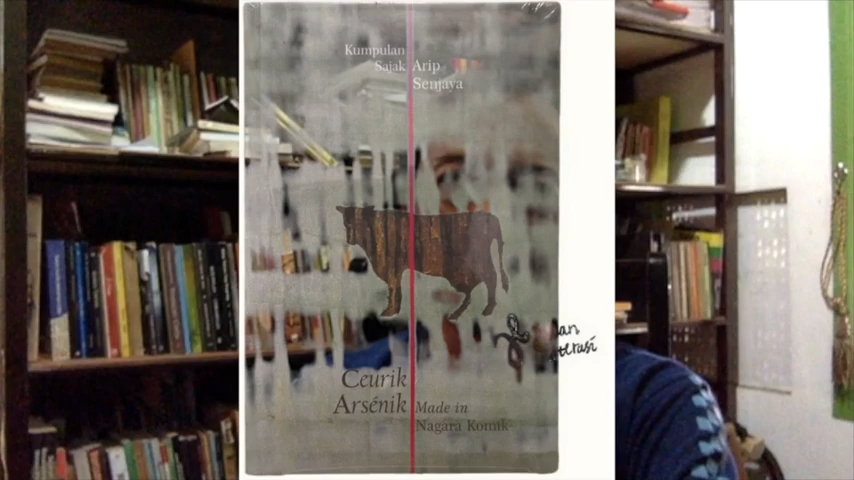 Kumpulan
Sajak Arip
Senjaya
Ceurik
Arsénik Made in
Nagara Komik